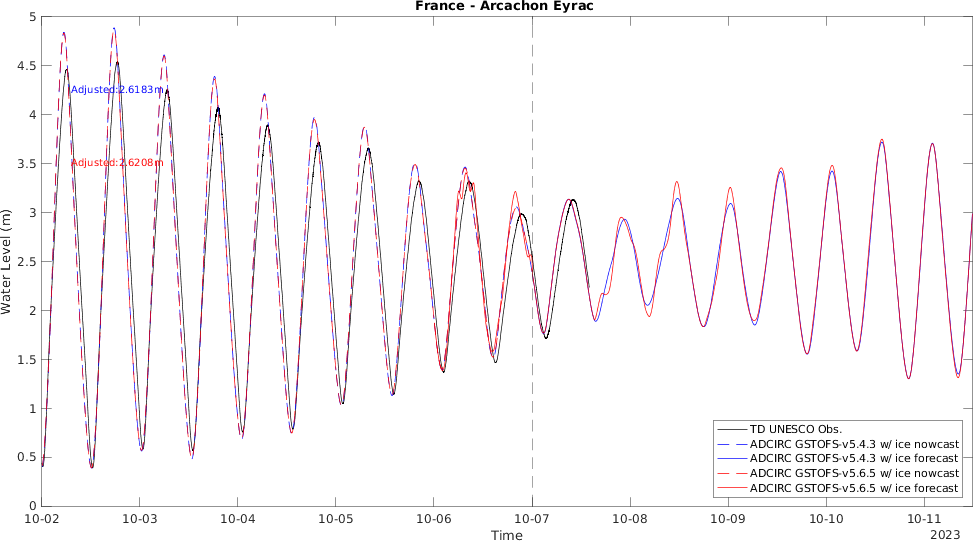 France - Arcachon Eyrac
Water Level (m)
5
4.5
4
3.5
3
2.5
2
1.5
1
0.5
0
Adjusted:2.6183m
Adjusted:2.6208m
TD UNESCO Obs.
ADCIRC GSTOFS-v5.4.3 w/ ice nowcast
ADCIRC GSTOFS-v5.4.3 w/ ice forecast
ADCIRC GSTOFS-v5.6.5 w/ ice nowcast
ADCIRC GSTOFS-v5.6.5 w/ ice forecast
10-02 10-03 10-04 10-05 10-06 10-07 10-08 10-09 10-10 10-11
Time
2023